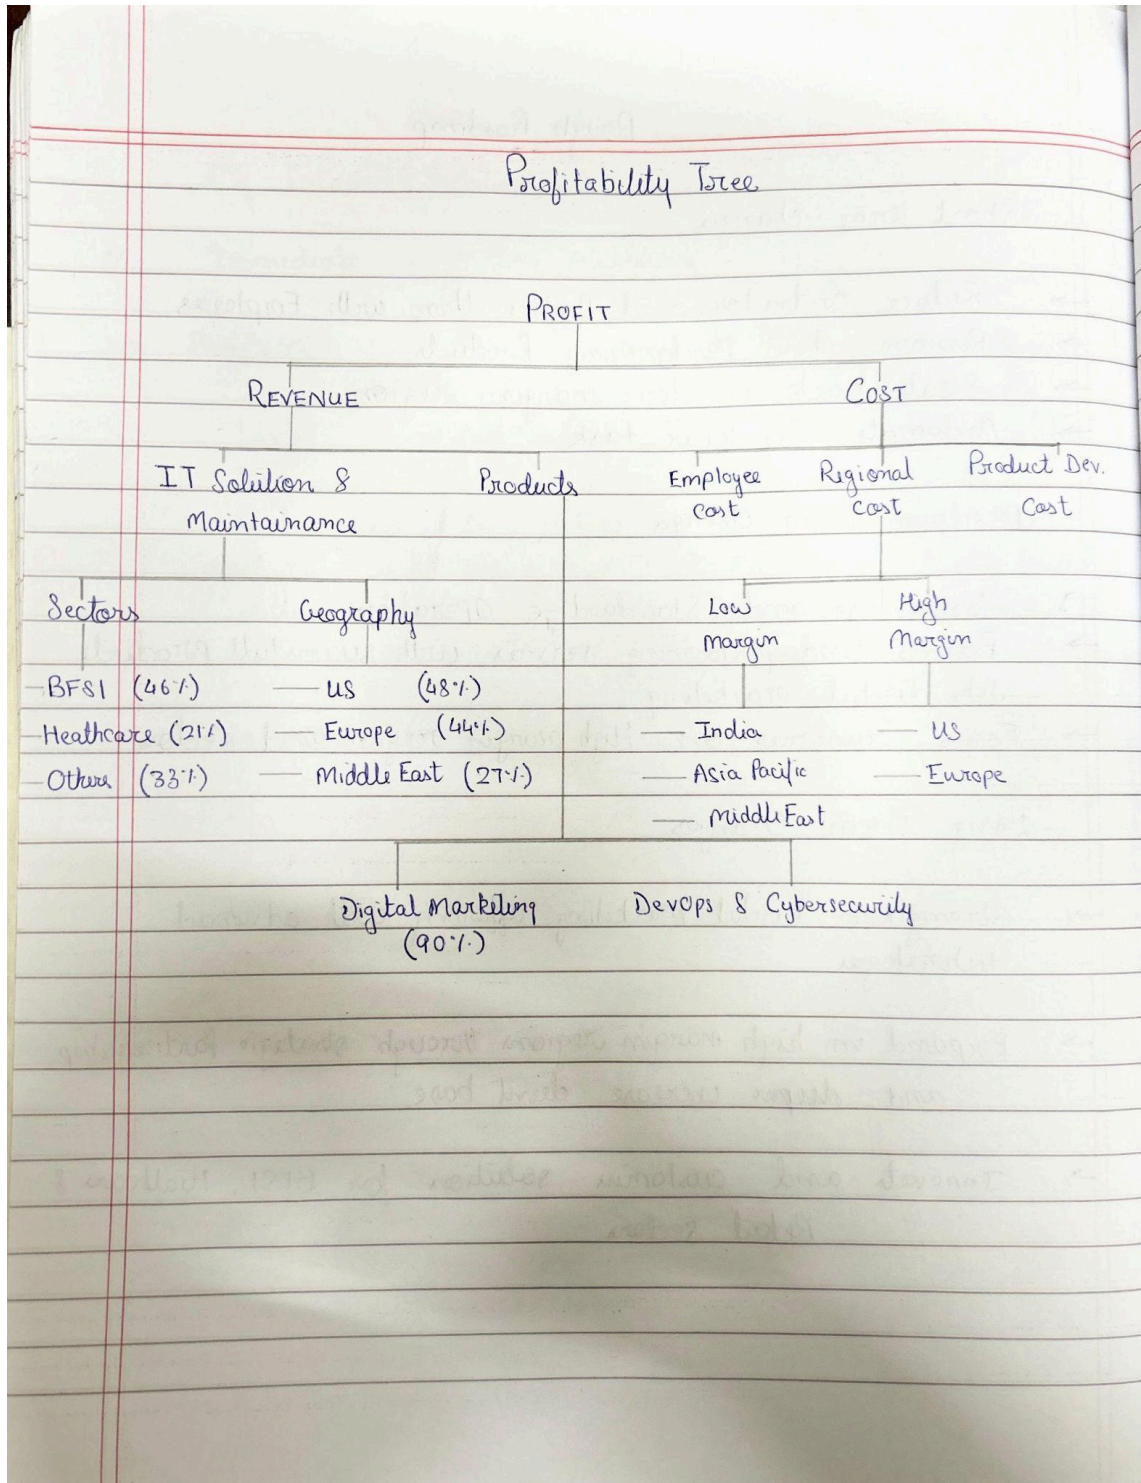 Profitability Tree
PROFIT
REVENUE COST
IT Solution & Products Employee Regional Product Dev.
Maintainance Cost Cost Cost
Sectors Geography Low High
Margin Margin
BFSI (46%) — US (48%)
Heathcare (21%) — Europe (44%) — India — US
Others (33%) — Middle East (27%) — Asia Pacific — Europe
— Middle East
Digital Marketing DevOps & Cybersecurity
(90%)